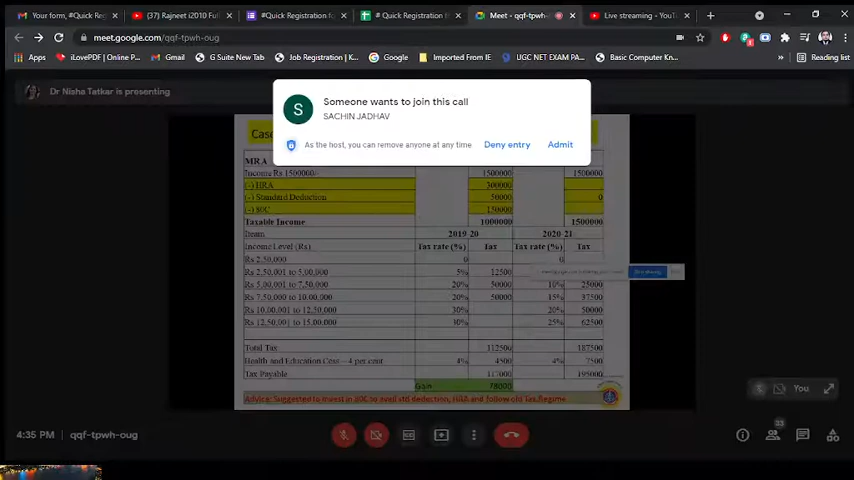 Your form, #Quick Reg
(37) Rajneet i2010 Full
#Quick Registration fo
# Quick Registration f
Meet - qqf-tpwh-
Live streaming - YouT
meet.google.com/qqf-tpwh-oug
iLovePDF | Online P...
Gmail
G Suite New Tab
Job Registration | K...
Google
Imported From IE
UGC NET EXAM PA...
Basic Computer Kn...
»
Reading list
Dr Nisha Tatkar is presenting
Someone wants to join this call
S
SACHIN JADHAV
As the host, you can remove anyone at any time
Deny entry
Admit
MRA
Income Rs 1500000/- 1500000 1500000
(-) HRA 300000
(-) Standard Deduction 50000 0
(-) 80C 150000
Taxable Income 1000000 1500000
Item 2019-20 2020-21
Income Level (Rs) Tax rate (%) Tax Tax rate (%) Tax
Rs 2,50,000 0 0
Rs 2,50,001 to 5,00,000 5% 12500
Rs 5,00,001 to 7,50,000 20% 50000 10% 25000
Rs 7,50,000 to 10,00,000 20% 50000 15% 37500
Rs 10,00,001 to 12,50,000 30% 20% 50000
Rs 12,50,001 to 15,00,000 30% 25% 62500
Total Tax 112500 187500
Health and Education Cess—4 per cent 4% 4500 4% 7500
Tax Payable 117000 195000
Gain 78000
Advice: Suggested to invest in 80C to avail std deduction, HRA and follow old Tax Regime
You
4:35 PM
qqf-tpwh-oug
33